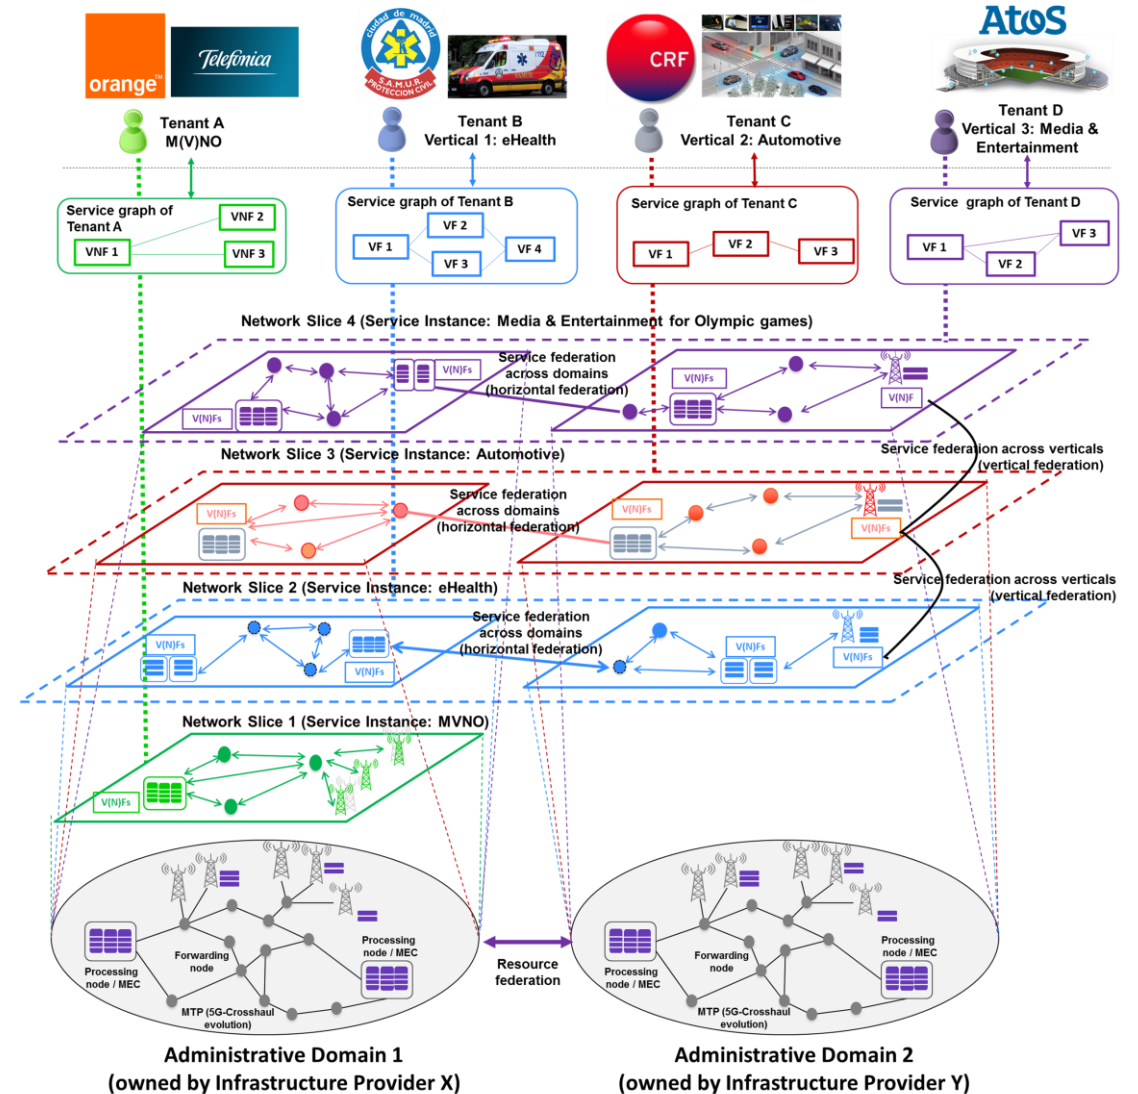 orange™
Telefónica
ciudad de madrid
S.A.M.U.R.
PROTECCION CIVIL
112
CRF
Atos
Tenant A
M(V)NO
Tenant B
Vertical 1: eHealth
Tenant C
Vertical 2: Automotive
Tenant D
Vertical 3: Media &
Entertainment
Service graph of
Tenant A
VNF 1
VNF 2
VNF 3
Service graph of Tenant B
VF 1
VF 2
VF 3
VF 4
Service graph of Tenant C
VF 1
VF 2
VF 3
Service graph of Tenant D
VF 1
VF 2
VF 3
Network Slice 4 (Service Instance: Media & Entertainment for Olympic games)
V(N)Fs
V(N)Fs
Service federation
across domains
(horizontal federation)
V(N)Fs
V(N)F
Service federation across verticals
(vertical federation)
Network Slice 3 (Service Instance: Automotive)
V(N)Fs
Service federation
across domains
(horizontal federation)
V(N)Fs
V(N)Fs
Service federation across verticals
(vertical federation)
Network Slice 2 (Service Instance: eHealth)
V(N)Fs
V(N)Fs
Service federation
across domains
(horizontal federation)
V(N)Fs
V(N)Fs
Network Slice 1 (Service Instance: MVNO)
V(N)Fs
Processing
node / MEC
Forwarding
node
Processing
node / MEC
MTP (5G-Crosshaul
evolution)
Resource
federation
Processing
node / MEC
Forwarding
node
Processing
node / MEC
MTP (5G-Crosshaul
evolution)
Administrative Domain 1
(owned by Infrastructure Provider X)
Administrative Domain 2
(owned by Infrastructure Provider Y)